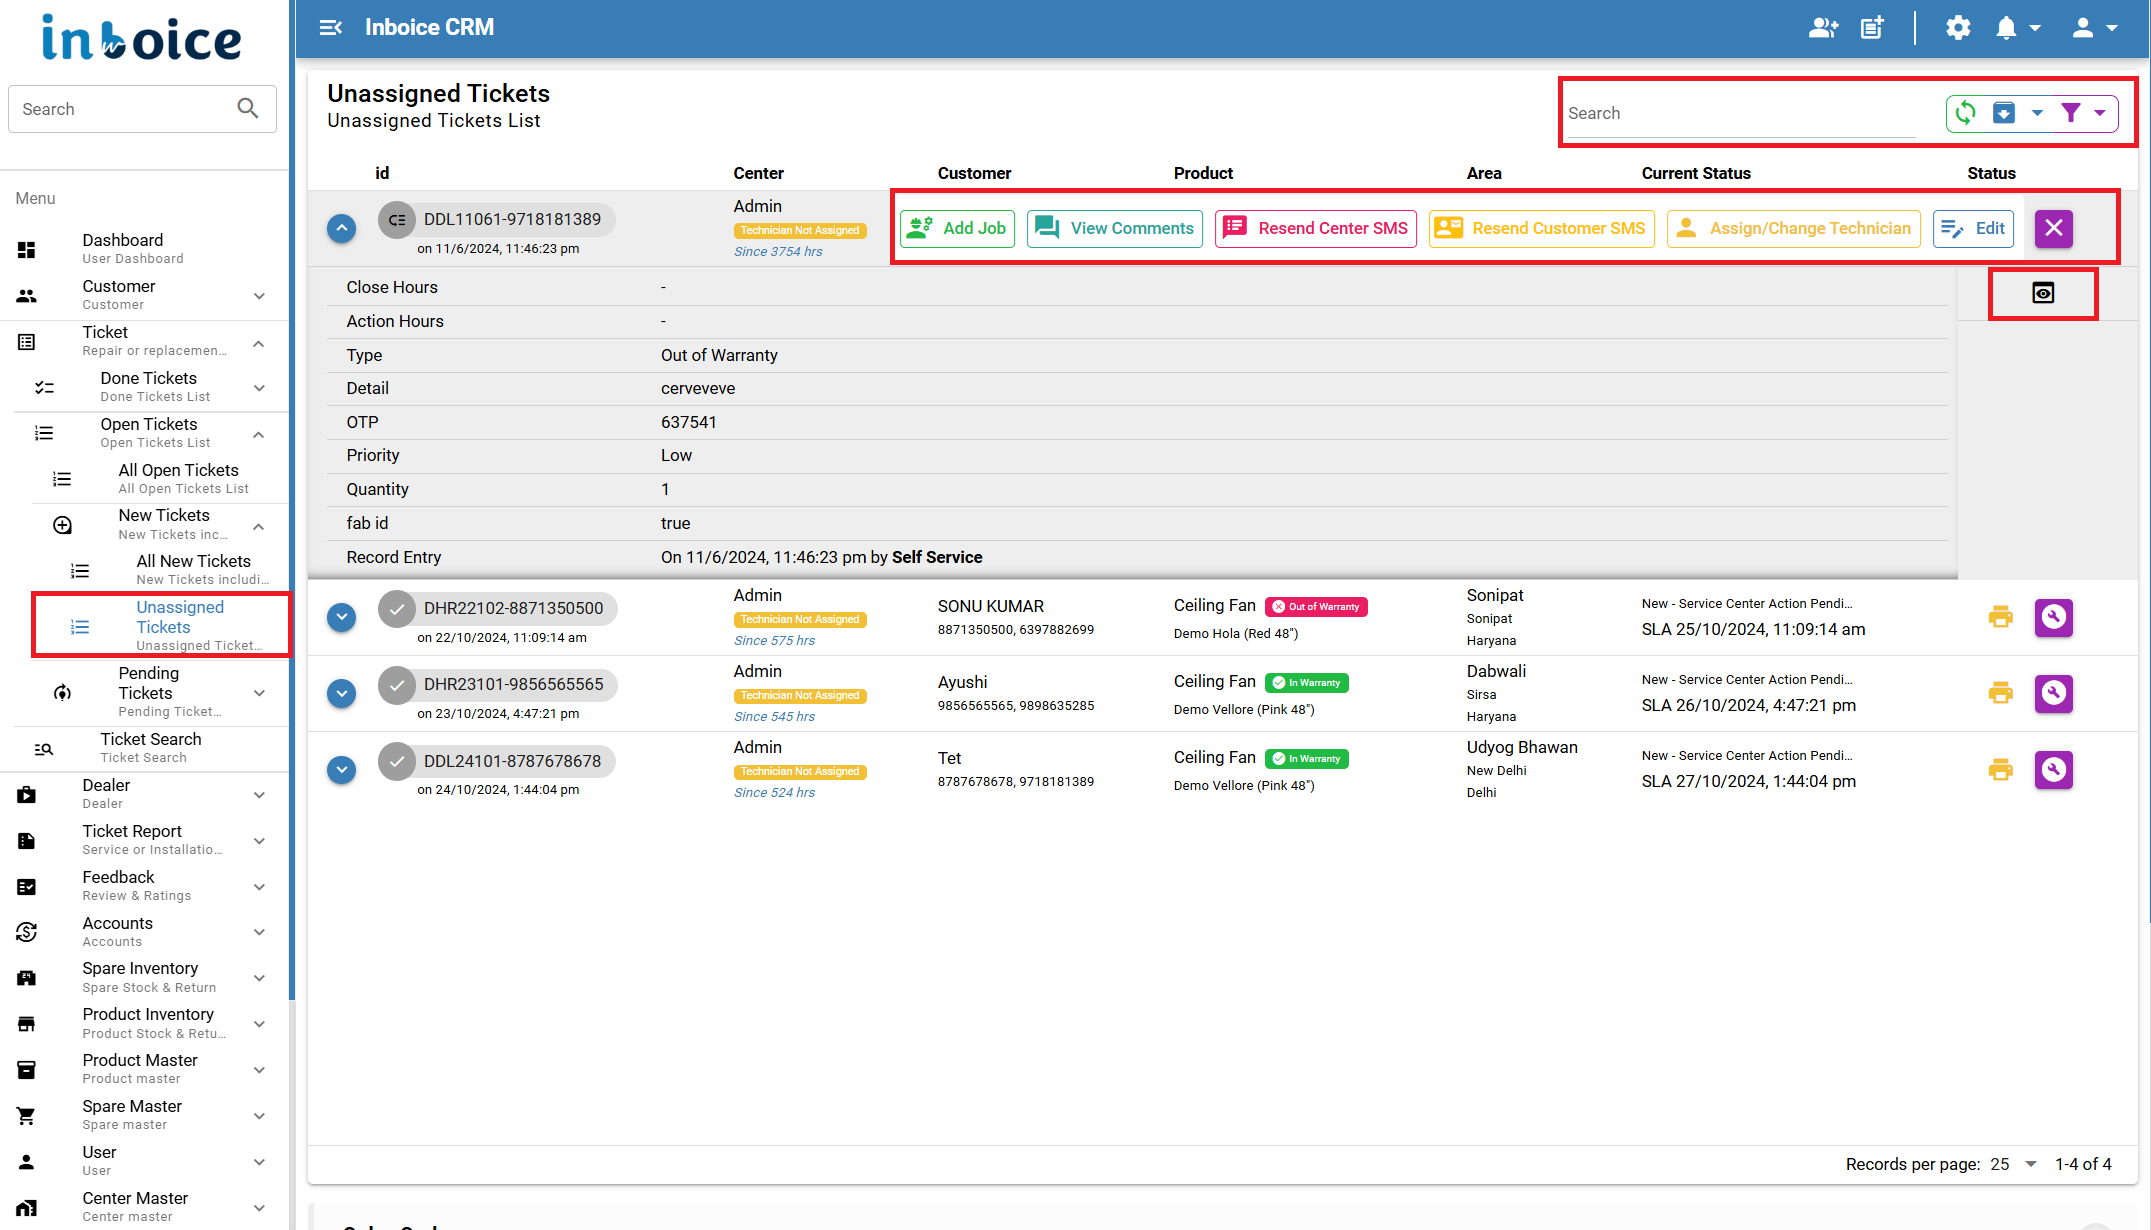 inboice
Search
Menu
Dashboard
User Dashboard
Customer
Customer
Ticket
Repair or replacemen...
Done Tickets
Done Tickets List
Open Tickets
Open Tickets List
All Open Tickets
All Open Tickets List
New Tickets
New Tickets inc...
All New Tickets
New Tickets includi...
Unassigned
Tickets
Unassigned Ticket...
Pending
Tickets
Pending Ticket...
Ticket Search
Ticket Search
Dealer
Dealer
Ticket Report
Service or Installatio...
Feedback
Review & Ratings
Accounts
Accounts
Spare Inventory
Spare Stock & Return
Product Inventory
Product Stock & Retu...
Product Master
Product master
Spare Master
Spare master
User
User
Center Master
Center master
Inboice CRM
Unassigned Tickets
Unassigned Tickets List
Search
id Center Customer Product Area Current Status Status
DDL11061-9718181389
on 11/6/2024, 11:46:23 pm
Admin
Technician Not Assigned
Since 3754 hrs
Add Job View Comments Resend Center SMS Resend Customer SMS Assign/Change Technician Edit
Close Hours -
Action Hours -
Type Out of Warranty
Detail cerveveve
OTP 637541
Priority Low
Quantity 1
fab id true
Record Entry On 11/6/2024, 11:46:23 pm by Self Service
DHR22102-8871350500
on 22/10/2024, 11:09:14 am
Admin
Technician Not Assigned
Since 575 hrs
SONU KUMAR
8871350500, 6397882699
Ceiling Fan Out of Warranty
Demo Hola (Red 48")
Sonipat
Sonipat
Haryana
New - Service Center Action Pendi...
SLA 25/10/2024, 11:09:14 am
DHR23101-9856565565
on 23/10/2024, 4:47:21 pm
Admin
Technician Not Assigned
Since 545 hrs
Ayushi
9856565565, 9898635285
Ceiling Fan In Warranty
Demo Vellore (Pink 48")
Dabwali
Sirsa
Haryana
New - Service Center Action Pendi...
SLA 26/10/2024, 4:47:21 pm
DDL24101-8787678678
on 24/10/2024, 1:44:04 pm
Admin
Technician Not Assigned
Since 524 hrs
Tet
8787678678, 9718181389
Ceiling Fan In Warranty
Demo Vellore (Pink 48")
Udyog Bhawan
New Delhi
Delhi
New - Service Center Action Pendi...
SLA 27/10/2024, 1:44:04 pm
Records per page: 25 1-4 of 4